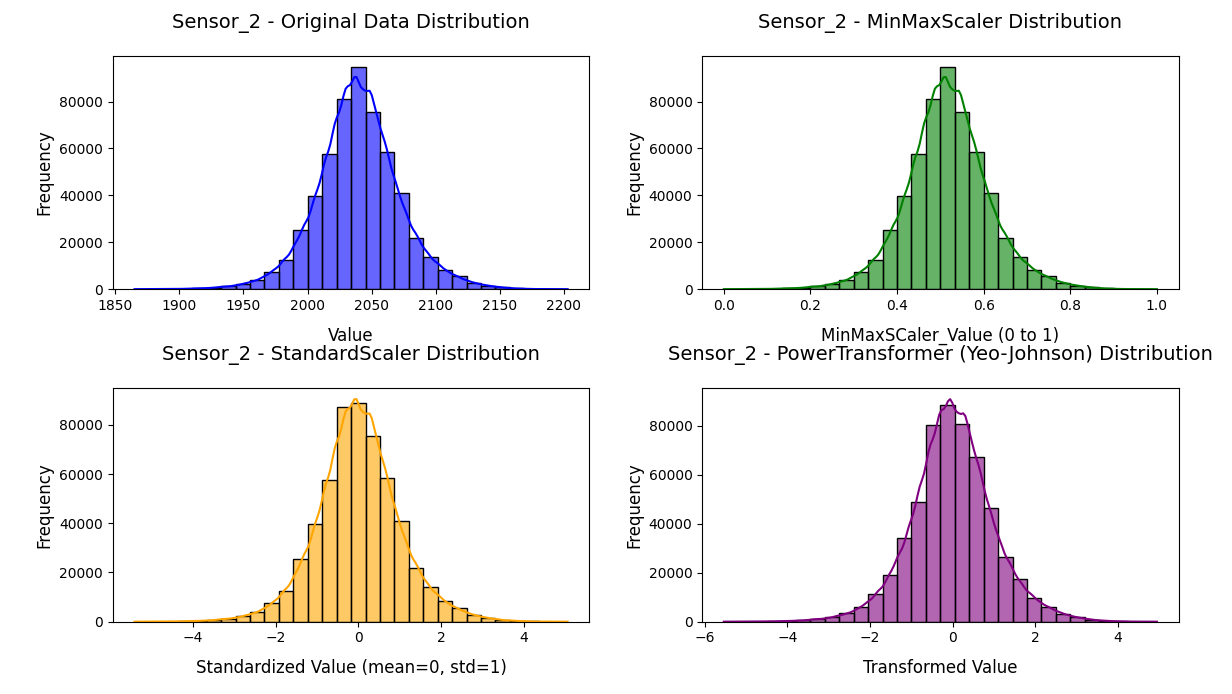 Sensor_2 - Original Data Distribution
Frequency
80000
60000
40000
20000
0
1850 1900 1950 2000 2050 2100 2150 2200
Value
Sensor_2 - MinMaxScaler Distribution
Frequency
80000
60000
40000
20000
0
0.0 0.2 0.4 0.6 0.8 1.0
MinMaxSCaler_Value (0 to 1)
Sensor_2 - StandardScaler Distribution
Frequency
80000
60000
40000
20000
0
−4 −2 0 2 4
Standardized Value (mean=0, std=1)
Sensor_2 - PowerTransformer (Yeo-Johnson) Distribution
Frequency
80000
60000
40000
20000
0
−6 −4 −2 0 2 4
Transformed Value